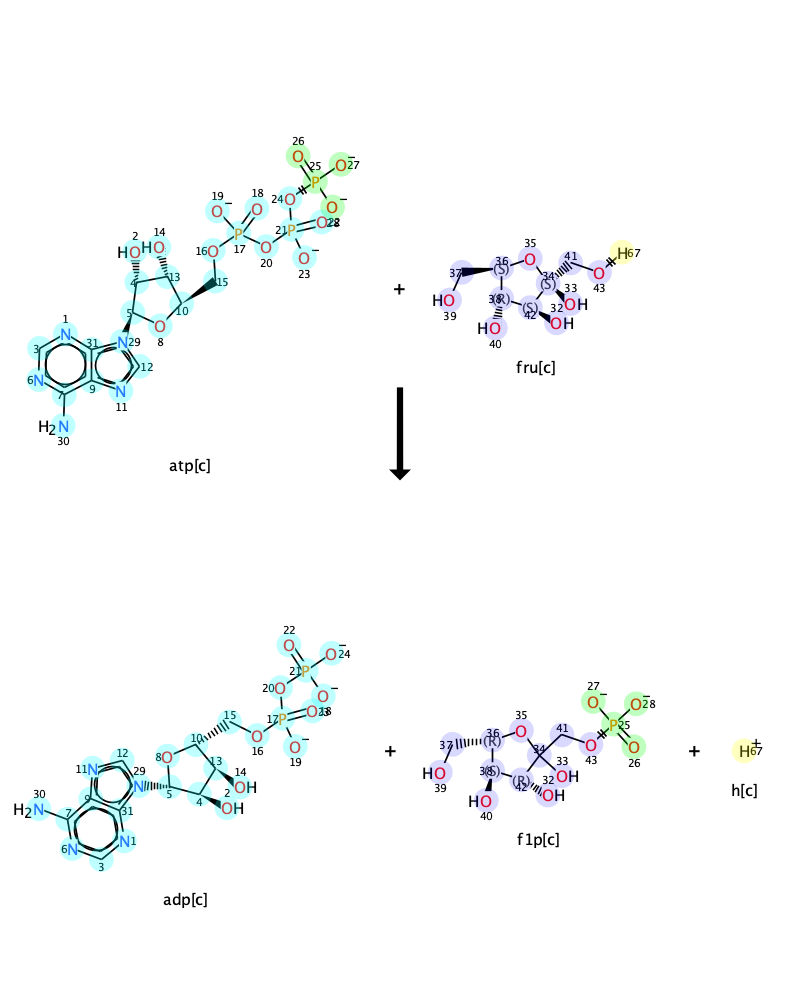 26
25
O
O
−
27
P
19
−
18
24
O
O
−
O
O
21
O
28
2
14
16
P
P
HO
HO
O
17
O
O
−
20
23
4
13
15
5
10
O
8
1
N
31
N
29
3
12
6
N
9
N
7
11
H2N
30
atp[c]
+
35
H
67
36
O
41
37
(S)
34
O
43
(S)
33
HO
38
(R)
(S)
32
OH
39
42
OH
HO
40
fru[c]
22
O
O
−
24
21
P
20
O
O
−
15
17
P
O
10
O
16
O
−
8
O
13
19
12
29
14
11
N
OH
N
5
4
2
30
9
31
OH
H2N
7
N
1
6
N
3
adp[c]
+
27
−
−
O
O
28
35
41
P
25
36
O
37
(R)
34
O
O
43
26
33
HO
38
(S)
(R)
32
OH
39
42
OH
HO
40
f1p[c]
+
H
+
67
h[c]